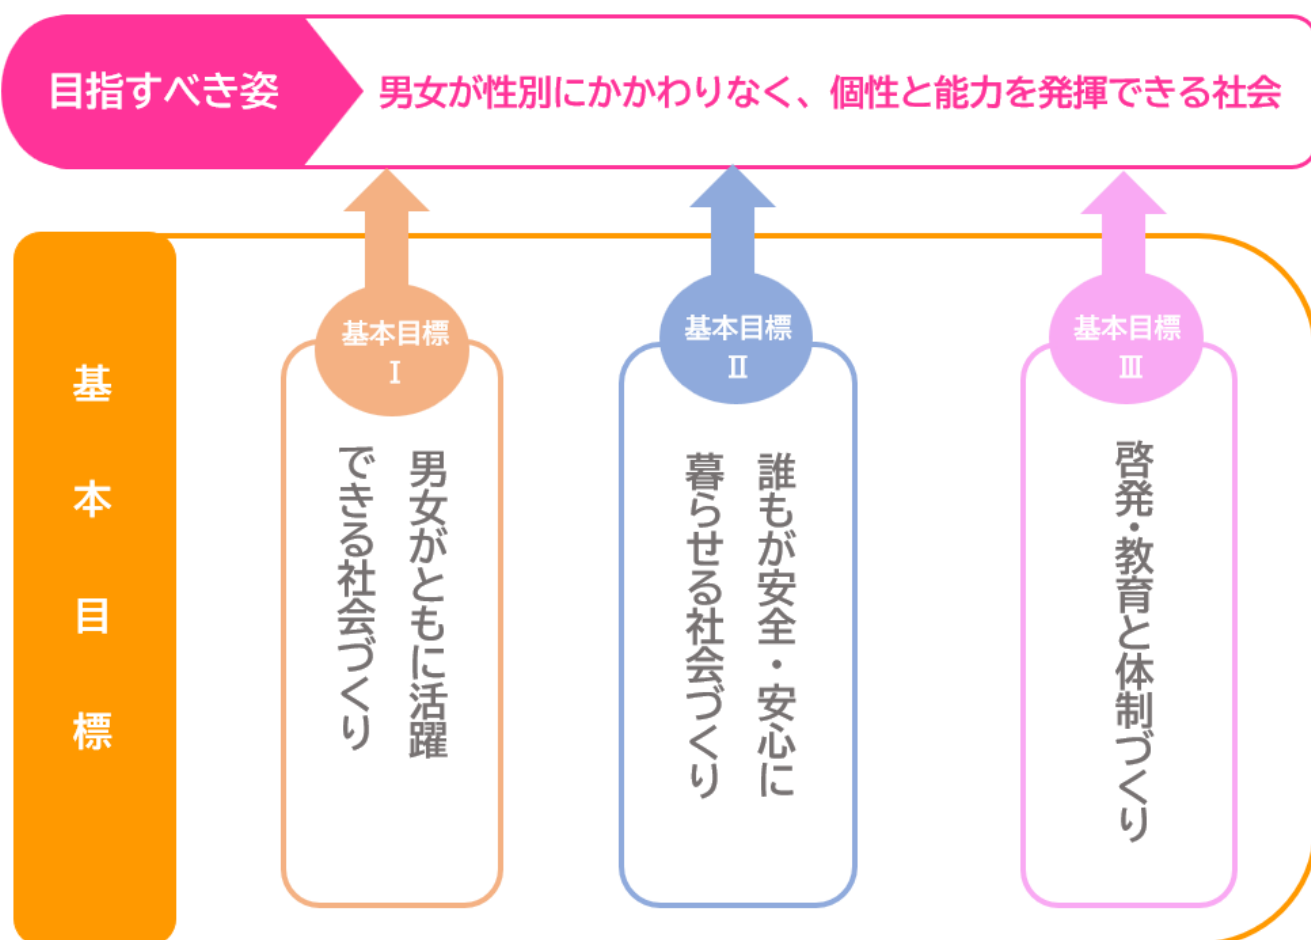 目指すべき姿
男女が性別にかかわりなく、個性と能力を発揮できる社会
基本目標
基本目標
Ⅰ
男女がともに活躍
できる社会づくり
基本目標
Ⅱ
誰もが安全・安心に
暮らせる社会づくり
基本目標
Ⅲ
啓発・教育と体制づくり